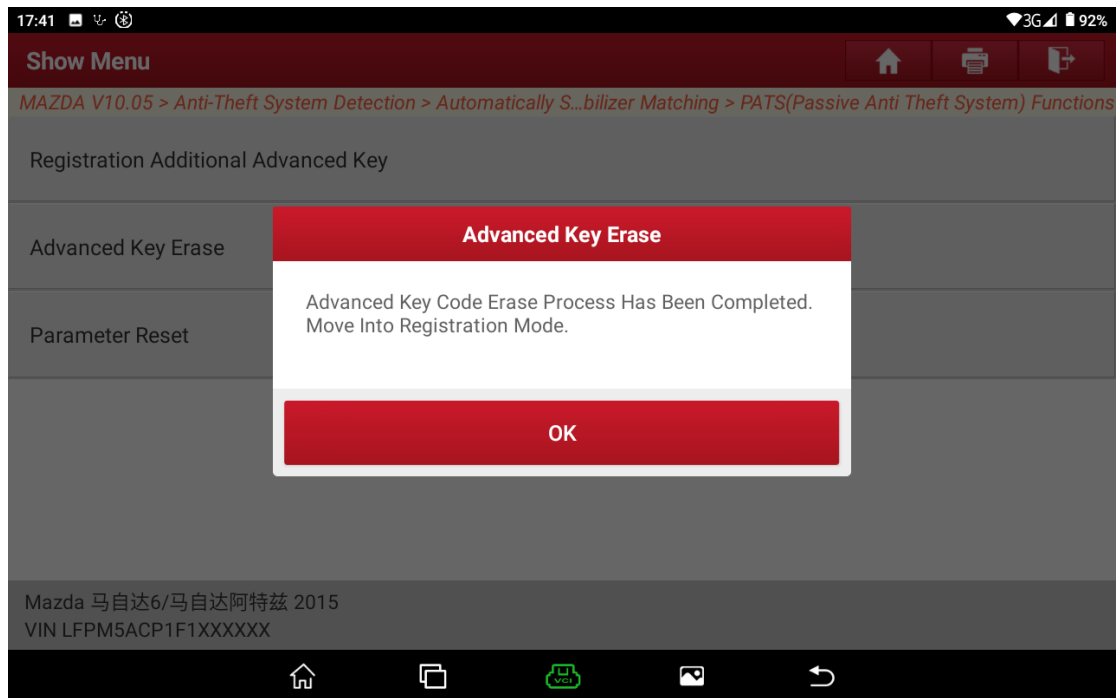 17:41 3G 92%
Show Menu
MAZDA V10.05 > Anti-Theft System Detection > Automatically S...bilizer Matching > PATS(Passive Anti Theft System) Functions
Registration Additional Advanced Key
Advanced Key Erase
Parameter Reset
Advanced Key Erase
Advanced Key Code Erase Process Has Been Completed.
Move Into Registration Mode.
OK
Mazda 马自达6/马自达阿特兹 2015
VIN LFPM5ACP1F1XXXXXX
VCI